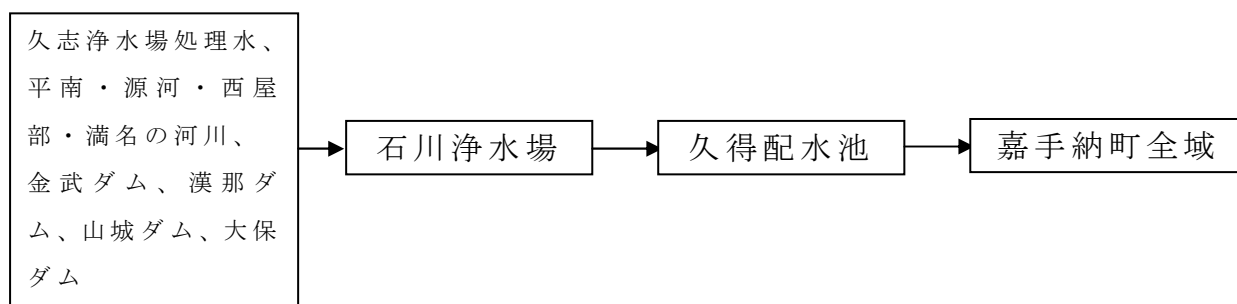 久志浄水場処理水、
平南・源河・西屋
部・満名の河川、
金武ダム、漢那ダ
ム、山城ダム、大保
ダム
石川浄水場
久得配水池
嘉手納町全域